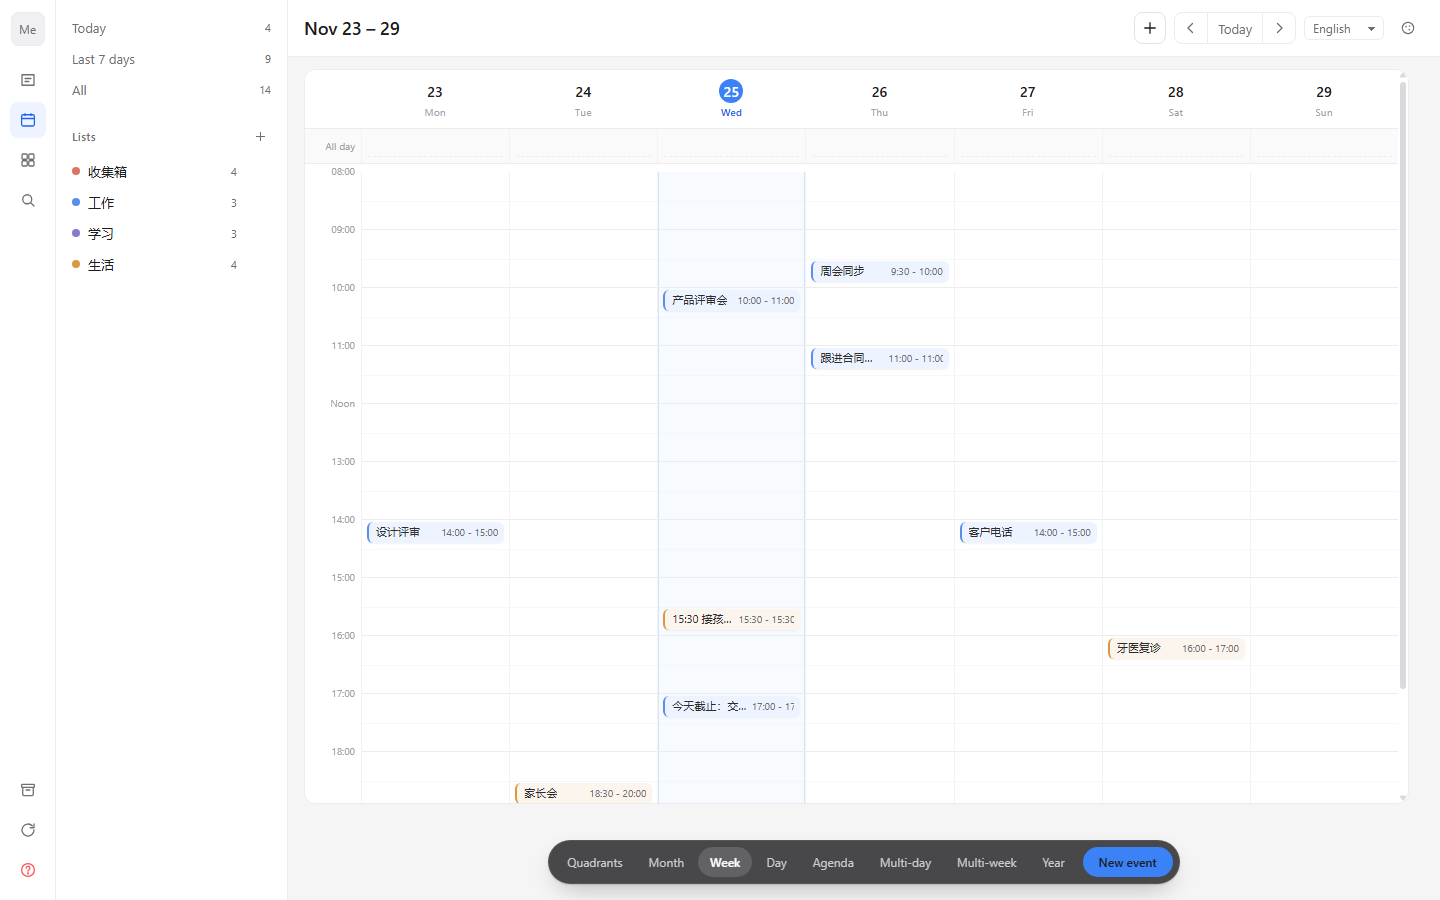 Me
Today 4
Last 7 days 9
All 14
Lists
收集箱 4
工作 3
学习 3
生活 4
Nov 23 – 29
Today
English
23 24 25 26 27 28 29
Mon Tue Wed Thu Fri Sat Sun
All day
08:00
09:00
周会同步 9:30 - 10:00
10:00
产品评审会 10:00 - 11:00
11:00
跟进合同... 11:00 - 11:00
Noon
13:00
14:00
设计评审 14:00 - 15:00
客户电话 14:00 - 15:00
15:00
15:30 接孩... 15:30 - 15:30
16:00
牙医复诊 16:00 - 17:00
17:00
今天截止：交... 17:00 - 17
18:00
家长会 18:30 - 20:00
Quadrants Month Week Day Agenda Multi-day Multi-week Year New event